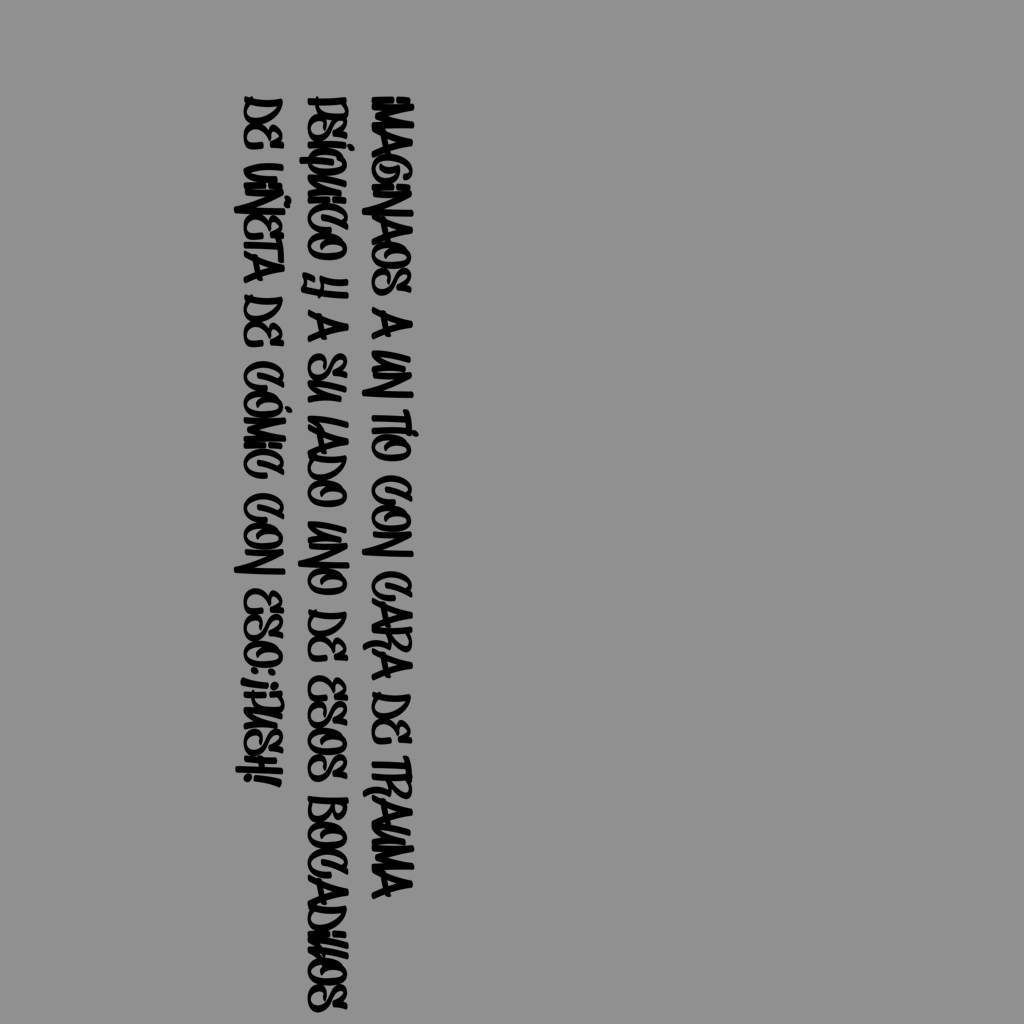 IMAGINAOS A UN TÍO CON CARA DE TRAUMA
PSÍQUICO Y A SU LADO UNO DE ESOS BOCADILLOS
DE VIÑETA DE CÓMIC CON ESO: ¡PUSH!